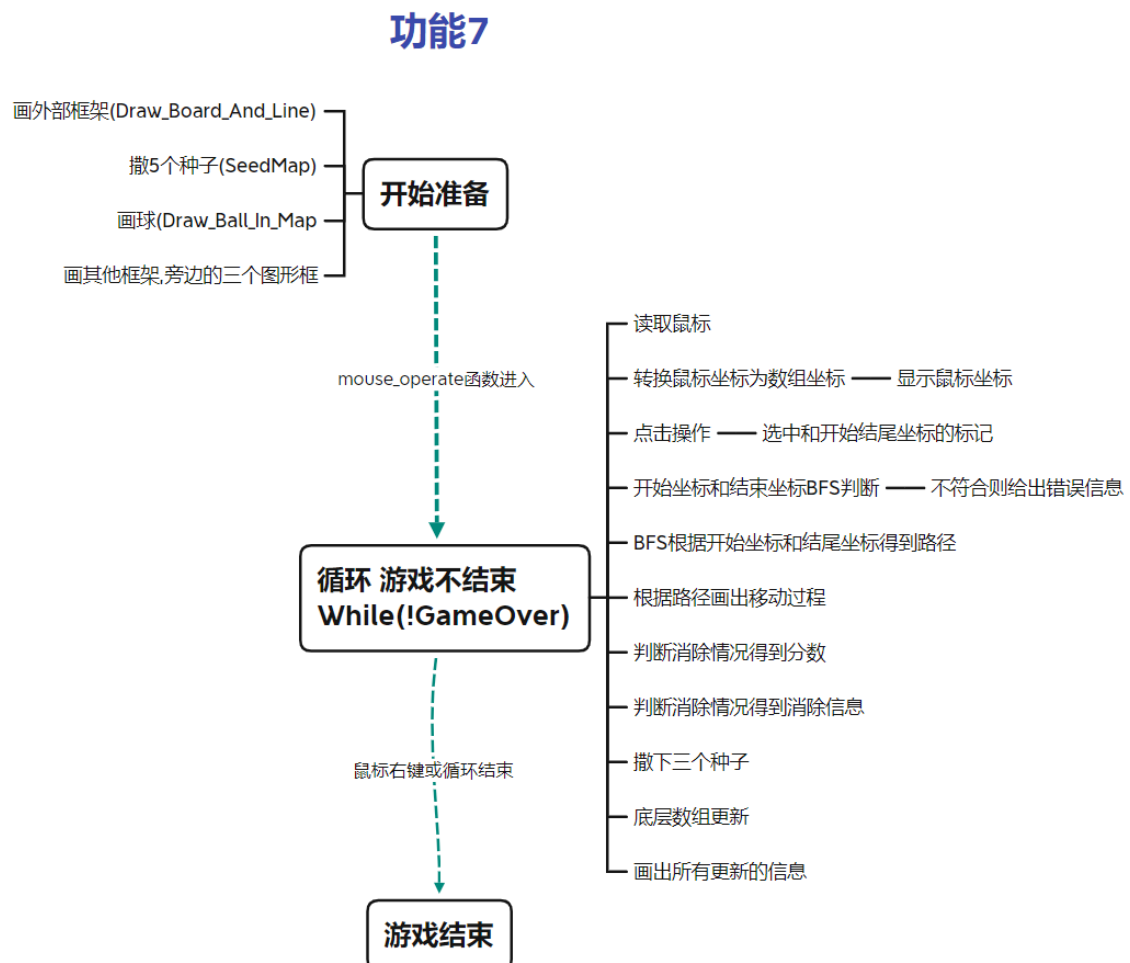 功能7
画外部框架(Draw_Board_And_Line)
撒5个种子(SeedMap)
画球(Draw_Ball_In_Map
画其他框架,旁边的三个图形框
开始准备
mouse_operate函数进入
循环 游戏不结束
While(!GameOver)
读取鼠标
转换鼠标坐标为数组坐标
显示鼠标坐标
点击操作
选中和开始结尾坐标的标记
开始坐标和结束坐标BFS判断
不符合则给出错误信息
BFS根据开始坐标和结尾坐标得到路径
根据路径画出移动过程
判断消除情况得到分数
判断消除情况得到消除信息
撒下三个种子
底层数组更新
画出所有更新的信息
鼠标右键或循环结束
游戏结束